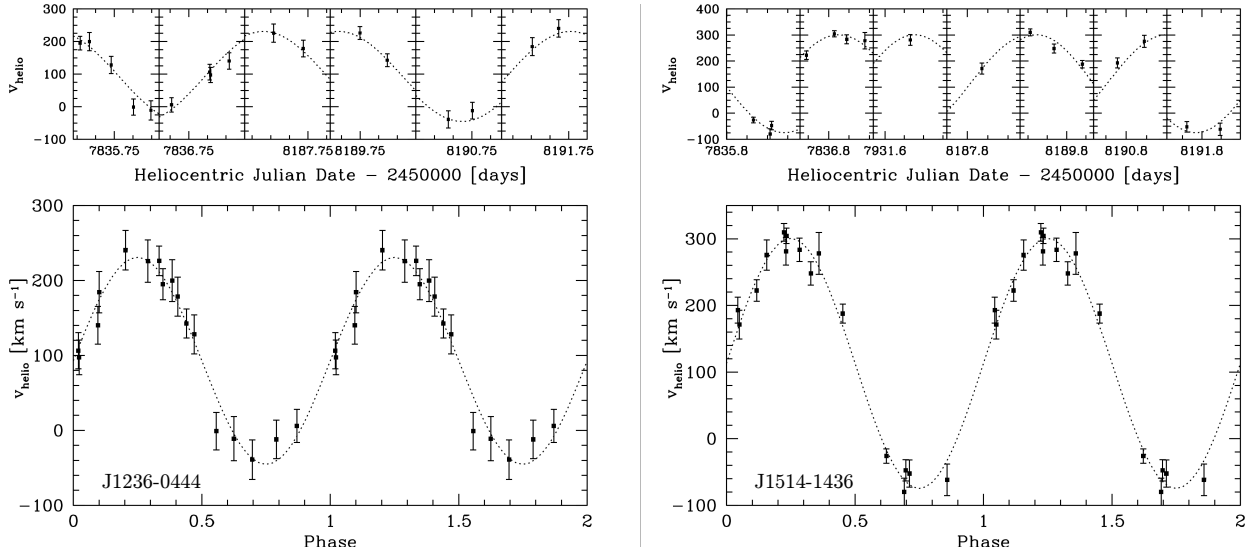 300
200
100
0
−100
v_helio
7835.75 7836.75 8187.75 8189.75 8190.75 8191.75
Heliocentric Julian Date − 2450000 [days]
300
200
100
0
−100
v_helio [km s⁻¹]
J1236-0444
0 0.5 1 1.5 2
Phase
400
300
200
100
0
−100
v_helio
7835.8 7836.8 7931.6 8187.8 8189.8 8190.8 8191.8
Heliocentric Julian Date − 2450000 [days]
300
200
100
0
−100
v_helio [km s⁻¹]
J1514-1436
0 0.5 1 1.5 2
Phase